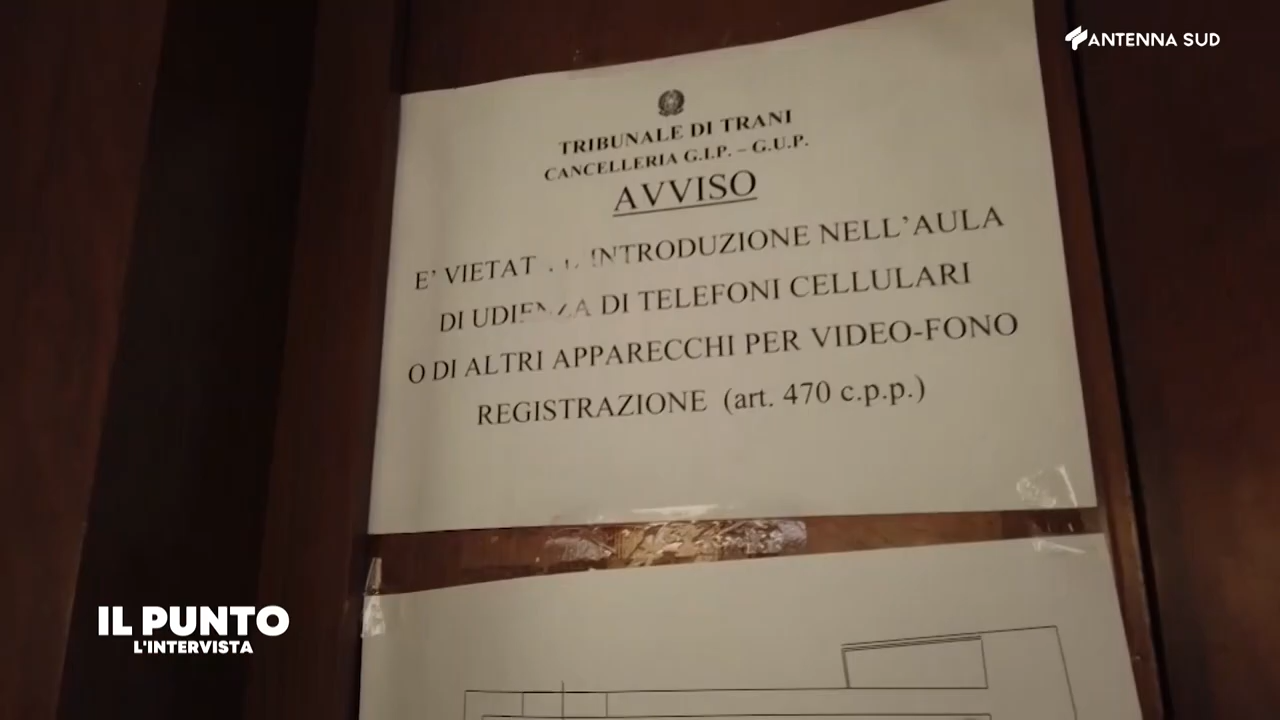 ANTENNA SUD
TRIBUNALE DI TRANI
CANCELLERIA G.I.P. – G.U.P.
AVVISO
E' VIETAT INTRODUZIONE NELL'AULA
DI UDIENZA DI TELEFONI CELLULARI
O DI ALTRI APPARECCHI PER VIDEO-FONO
REGISTRAZIONE (art. 470 c.p.p.)
IL PUNTO
L'INTERVISTA